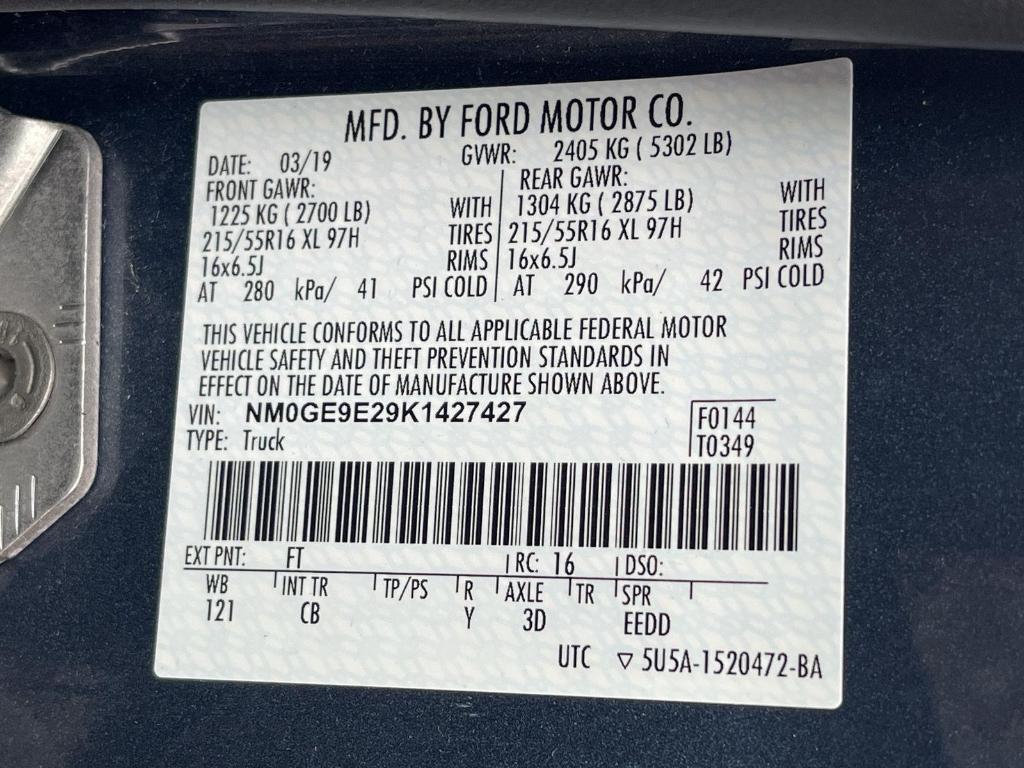 MFD. BY FORD MOTOR CO.
DATE: 03/19 GVWR: 2405 KG ( 5302 LB)
FRONT GAWR: REAR GAWR:
1225 KG ( 2700 LB) WITH 1304 KG ( 2875 LB) WITH
215/55R16 XL 97H TIRES 215/55R16 XL 97H TIRES
16x6.5J RIMS 16x6.5J RIMS
AT 280 kPa/ 41 PSI COLD AT 290 kPa/ 42 PSI COLD
THIS VEHICLE CONFORMS TO ALL APPLICABLE FEDERAL MOTOR
VEHICLE SAFETY AND THEFT PREVENTION STANDARDS IN
EFFECT ON THE DATE OF MANUFACTURE SHOWN ABOVE.
VIN: NM0GE9E29K1427427 F0144
TYPE: Truck T0349
EXT PNT: FT RC: 16 DSO:
WB INT TR TP/PS R AXLE TR SPR
121 CB Y 3D EEDD
UTC ▽ 5U5A-1520472-BA